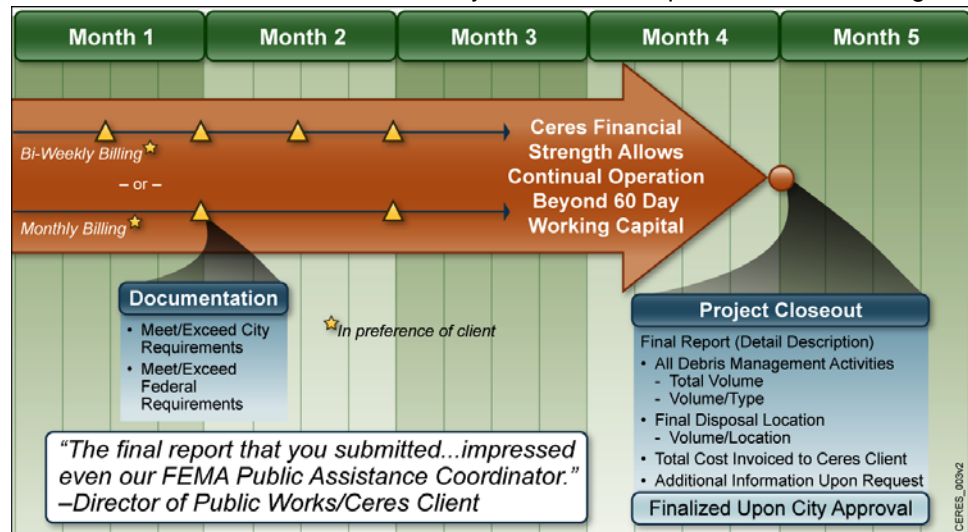 Month 1
Month 2
Month 3
Month 4
Month 5
Bi-Weekly Billing
– or –
Monthly Billing
Ceres Financial
Strength Allows
Continual Operation
Beyond 60 Day
Working Capital
Documentation
• Meet/Exceed City
Requirements
• Meet/Exceed
Federal
Requirements
In preference of client
Project Closeout
Final Report (Detail Description)
• All Debris Management Activities
- Total Volume
- Volume/Type
• Final Disposal Location
- Volume/Location
• Total Cost Invoiced to Ceres Client
• Additional Information Upon Request
Finalized Upon City Approval
“The final report that you submitted...impressed
even our FEMA Public Assistance Coordinator.”
–Director of Public Works/Ceres Client
CERES_003v2